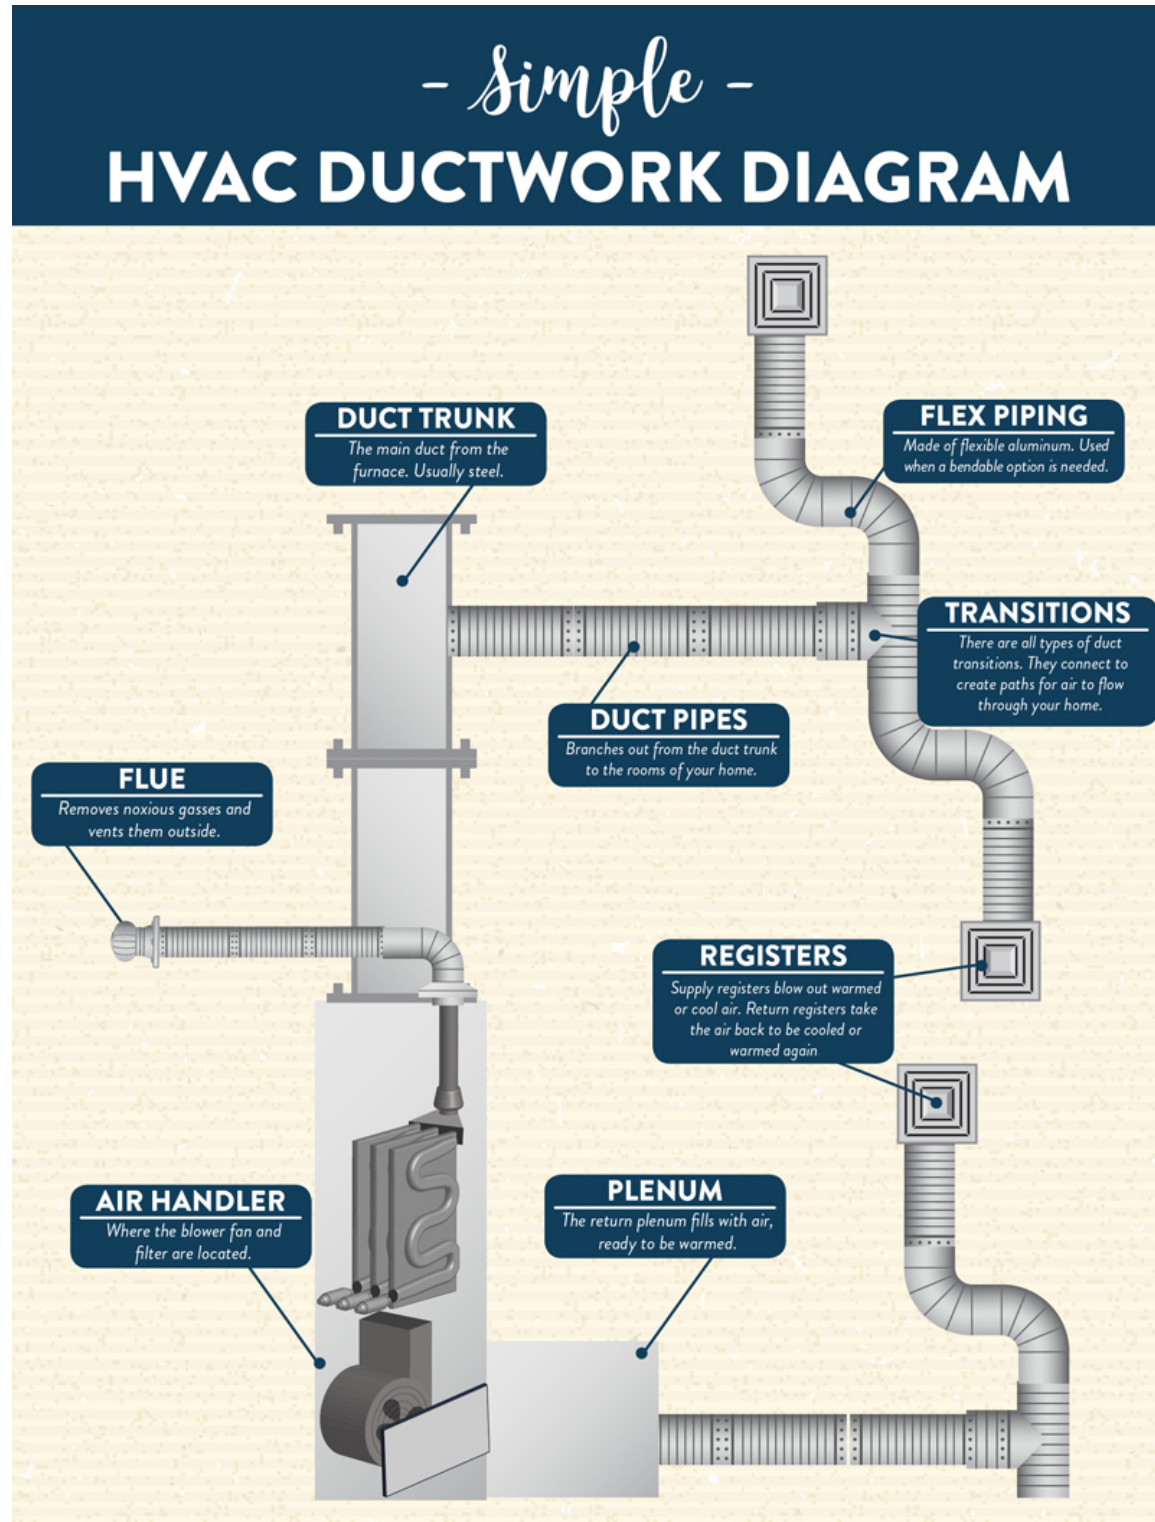 - Simple -
HVAC DUCTWORK DIAGRAM
DUCT TRUNK
The main duct from the
furnace. Usually steel.
FLEX PIPING
Made of flexible aluminum. Used
when a bendable option is needed.
TRANSITIONS
There are all types of duct
transitions. They connect to
create paths for air to flow
through your home.
DUCT PIPES
Branches out from the duct trunk
to the rooms of your home.
FLUE
Removes noxious gasses and
vents them outside.
REGISTERS
Supply registers blow out warmed
or cool air. Return registers take
the air back to be cooled or
warmed again
AIR HANDLER
Where the blower fan and
filter are located.
PLENUM
The return plenum fills with air,
ready to be warmed.